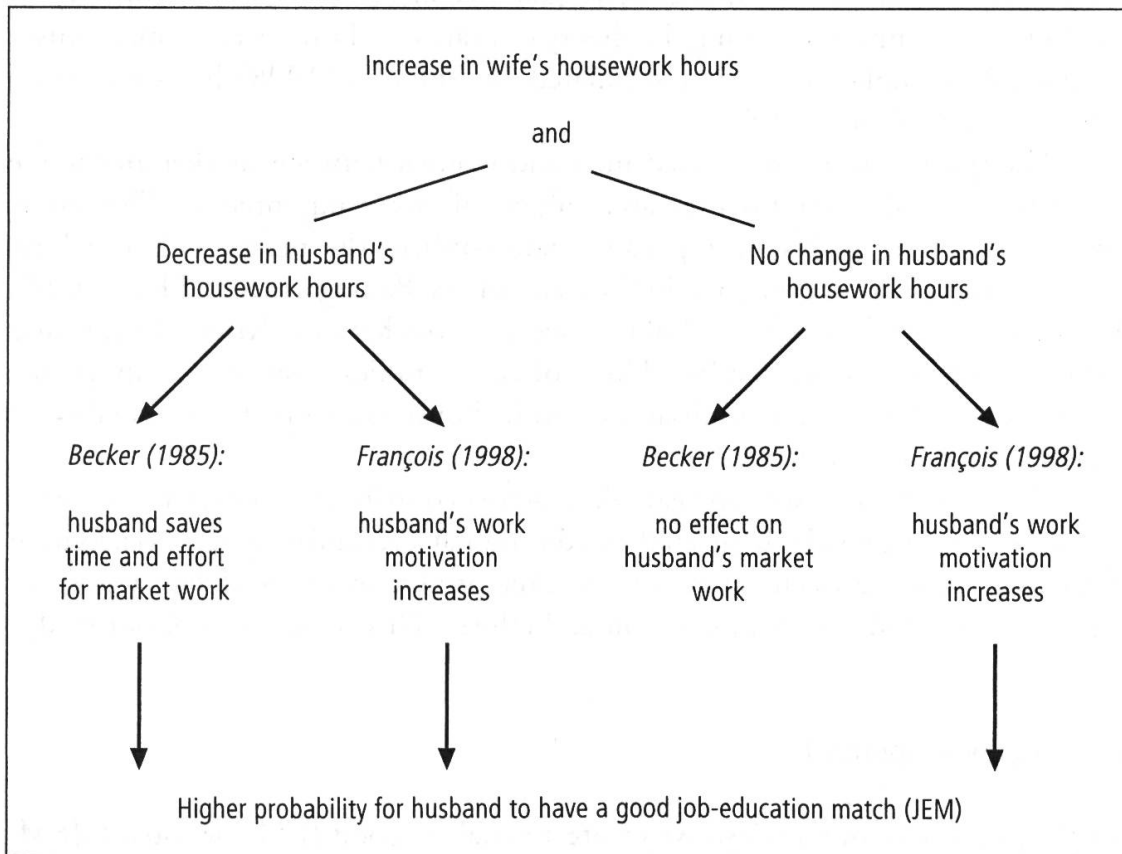 Increase in wife's housework hours
and
Decrease in husband's
housework hours
No change in husband's
housework hours
Becker (1985):
husband saves
time and effort
for market work
François (1998):
husband's work
motivation
increases
Becker (1985):
no effect on
husband's market
work
François (1998):
husband's work
motivation
increases
Higher probability for husband to have a good job-education match (JEM)